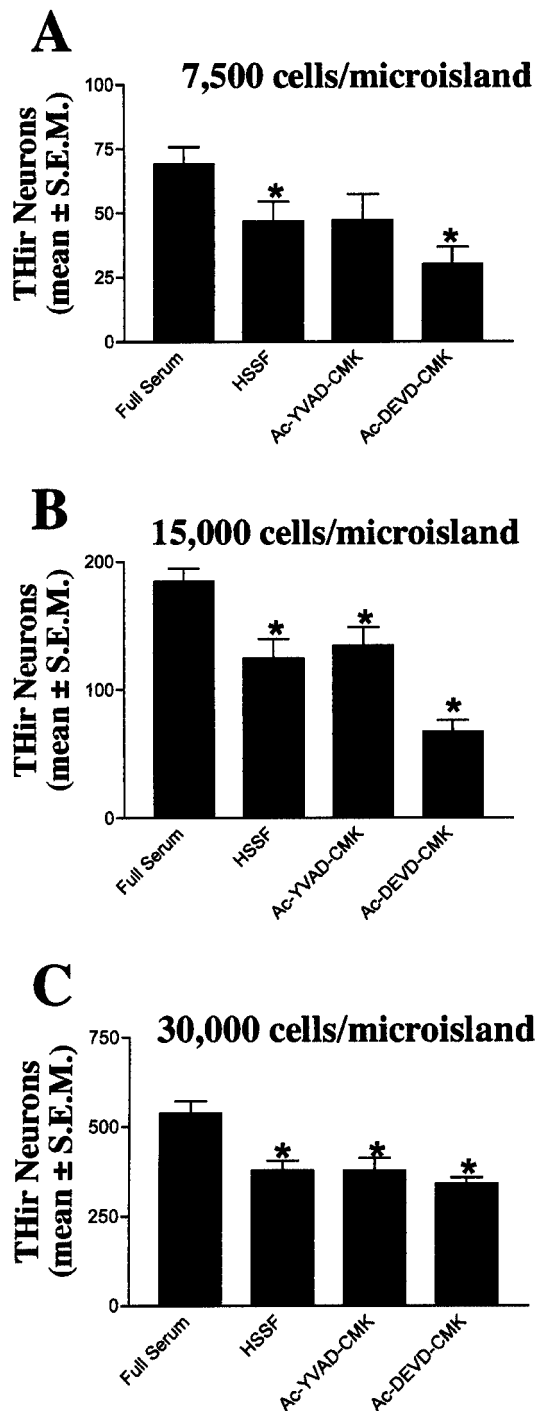 A
7,500 cells/microisland
THir Neurons
(mean ± S.E.M.)
100
75
50
25
0
*
*
Full Serum
HSSF
Ac-YVAD-CMK
Ac-DEVD-CMK
B
15,000 cells/microisland
THir Neurons
(mean ± S.E.M.)
200
100
0
*
*
*
Full Serum
HSSF
Ac-YVAD-CMK
Ac-DEVD-CMK
C
30,000 cells/microisland
THir Neurons
(mean ± S.E.M.)
750
500
250
0
*
*
*
Full Serum
HSSF
Ac-YVAD-CMK
Ac-DEVD-CMK